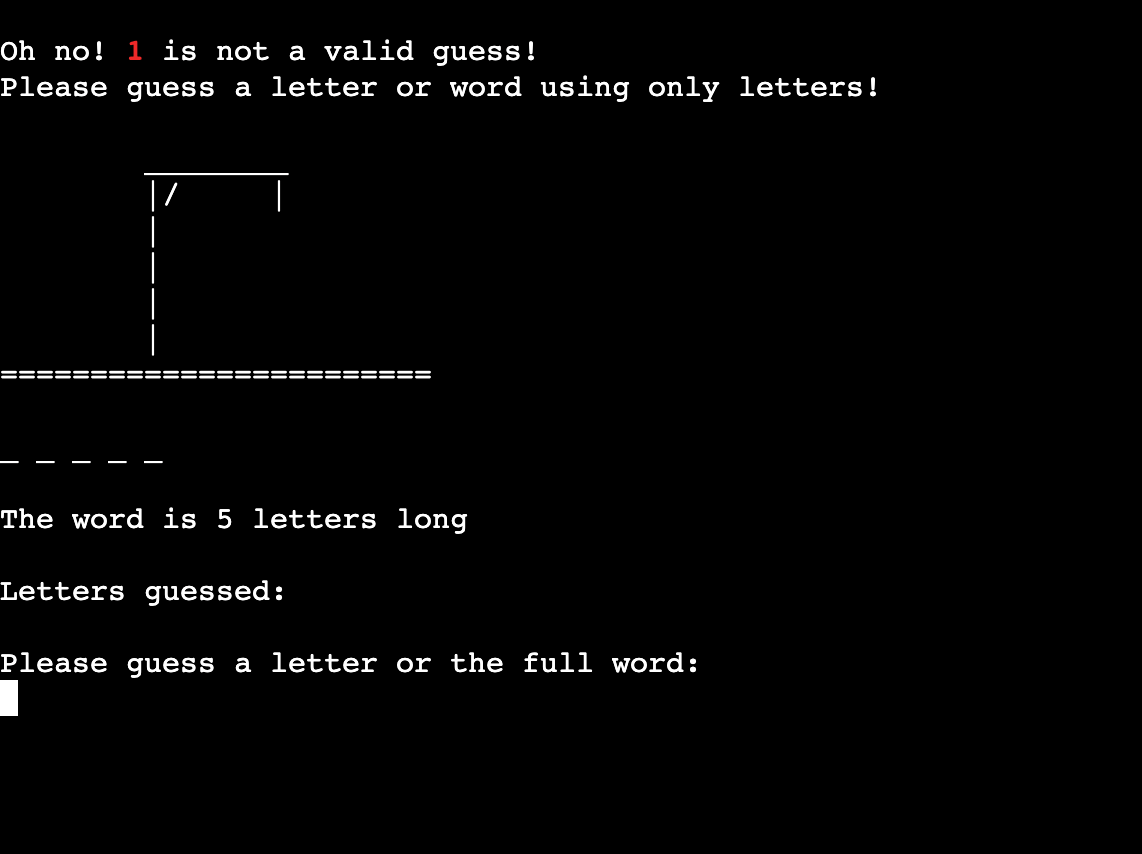 Oh no! 1 is not a valid guess!
Please guess a letter or word using only letters!
________
|/     |
|
|
|
|
========================
_ _ _ _ _
The word is 5 letters long
Letters guessed:
Please guess a letter or the full word: